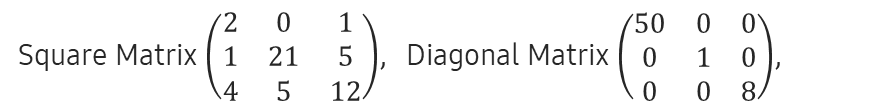 Square Matrix (2 0 1
1 21 5
4 5 12), Diagonal Matrix (50 0 0
0 1 0
0 0 8),